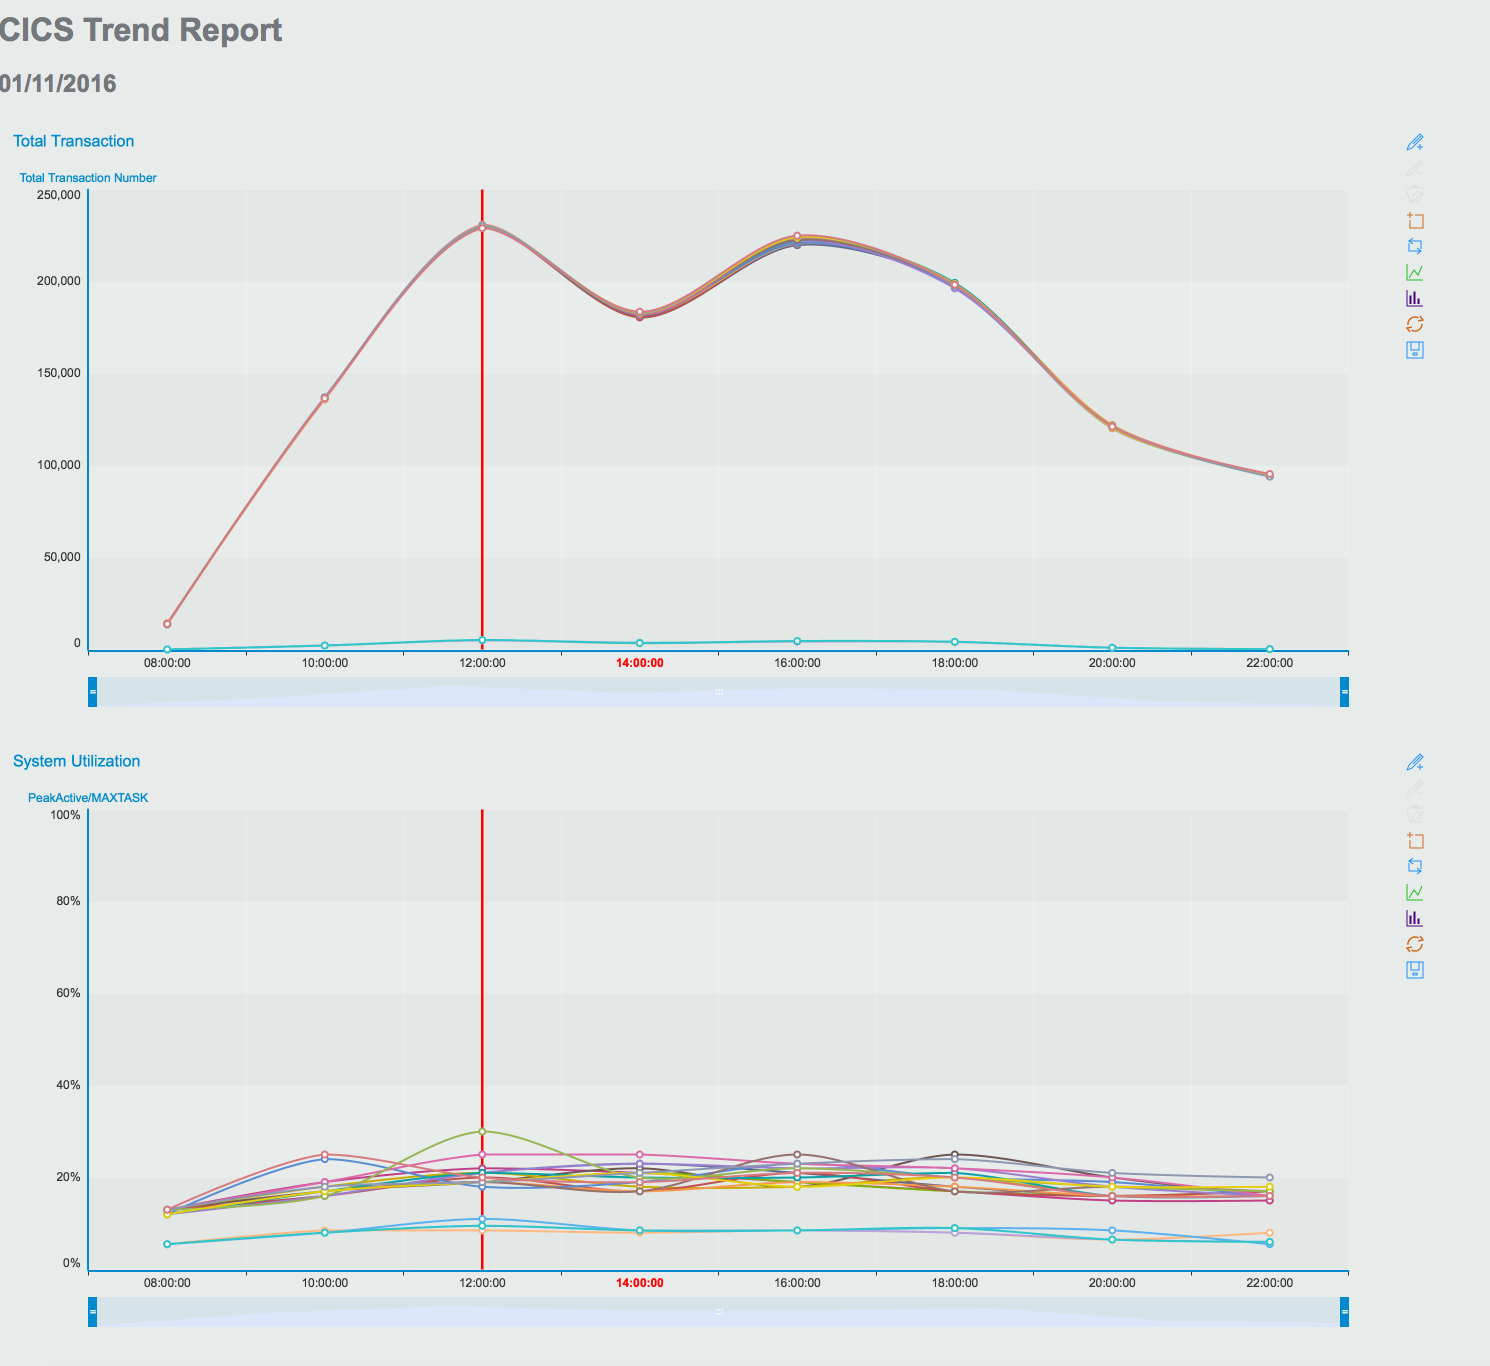 CICS Trend Report
01/11/2016
Total Transaction
Total Transaction Number
250,000
200,000
150,000
100,000
50,000
0
08:00:00 10:00:00 12:00:00 14:00:00 16:00:00 18:00:00 20:00:00 22:00:00
System Utilization
PeakActive/MAXTASK
100%
80%
60%
40%
20%
0%
08:00:00 10:00:00 12:00:00 14:00:00 16:00:00 18:00:00 20:00:00 22:00:00